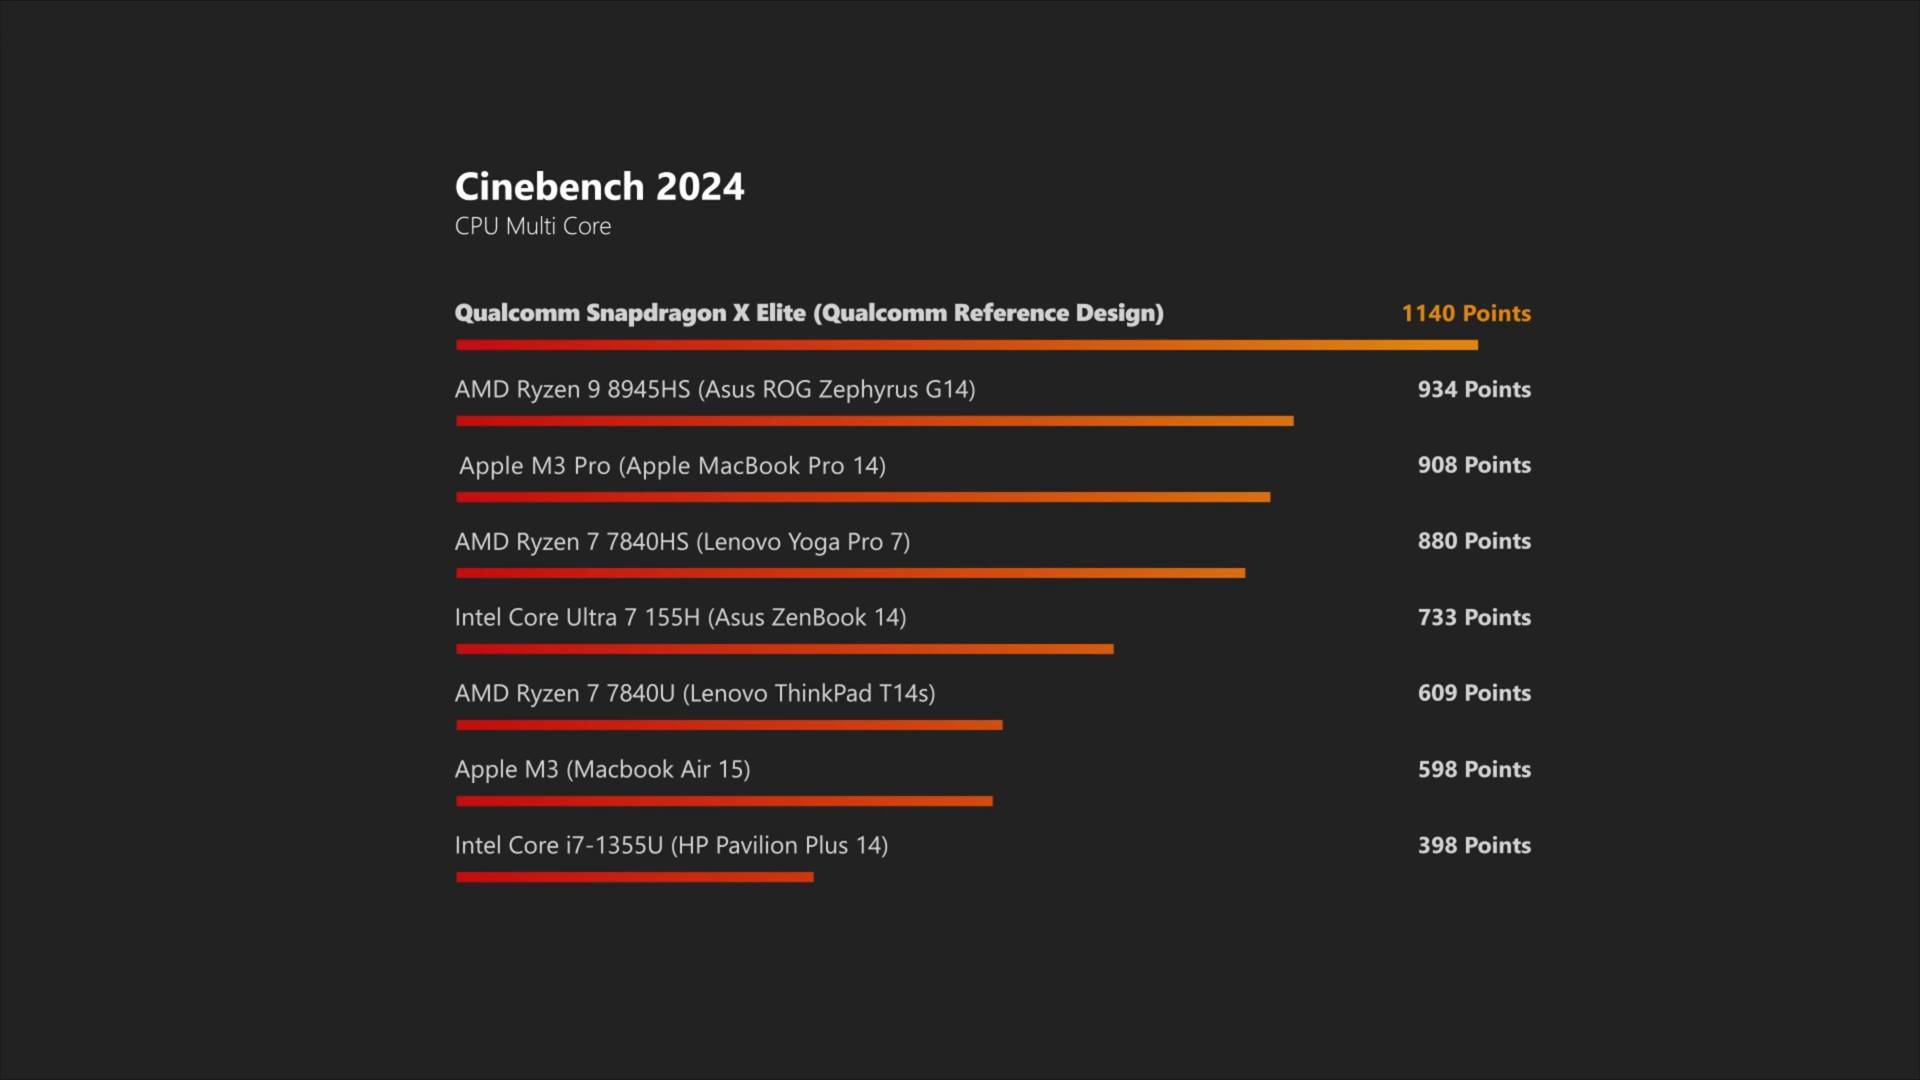 Cinebench 2024
CPU Multi Core
Qualcomm Snapdragon X Elite (Qualcomm Reference Design) 1140 Points
AMD Ryzen 9 8945HS (Asus ROG Zephyrus G14) 934 Points
Apple M3 Pro (Apple MacBook Pro 14) 908 Points
AMD Ryzen 7 7840HS (Lenovo Yoga Pro 7) 880 Points
Intel Core Ultra 7 155H (Asus ZenBook 14) 733 Points
AMD Ryzen 7 7840U (Lenovo ThinkPad T14s) 609 Points
Apple M3 (Macbook Air 15) 598 Points
Intel Core i7-1355U (HP Pavilion Plus 14) 398 Points